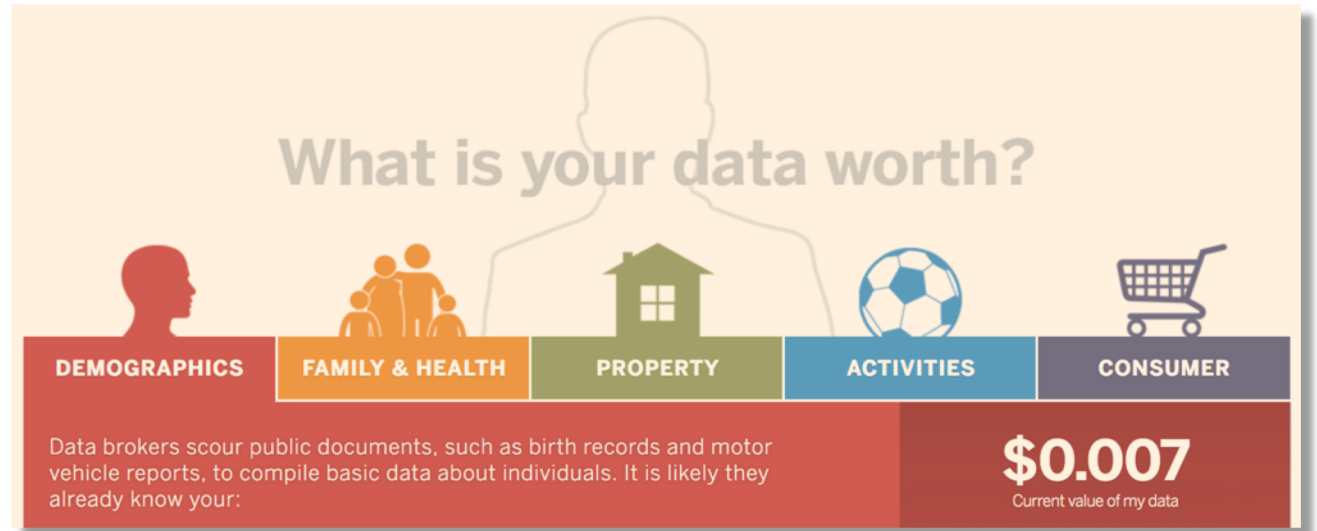 What is your data worth?
DEMOGRAPHICS
FAMILY & HEALTH
PROPERTY
ACTIVITIES
CONSUMER
Data brokers scour public documents, such as birth records and motor
vehicle reports, to compile basic data about individuals. It is likely they
already know your:
$0.007
Current value of my data